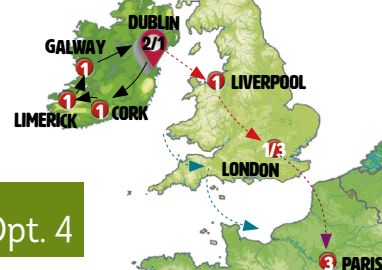 DUBLIN
2/1
GALWAY
1
1
LIVERPOOL
1
LIMERICK
1
CORK
1/3
LONDON
Opt. 4
3
PARIS